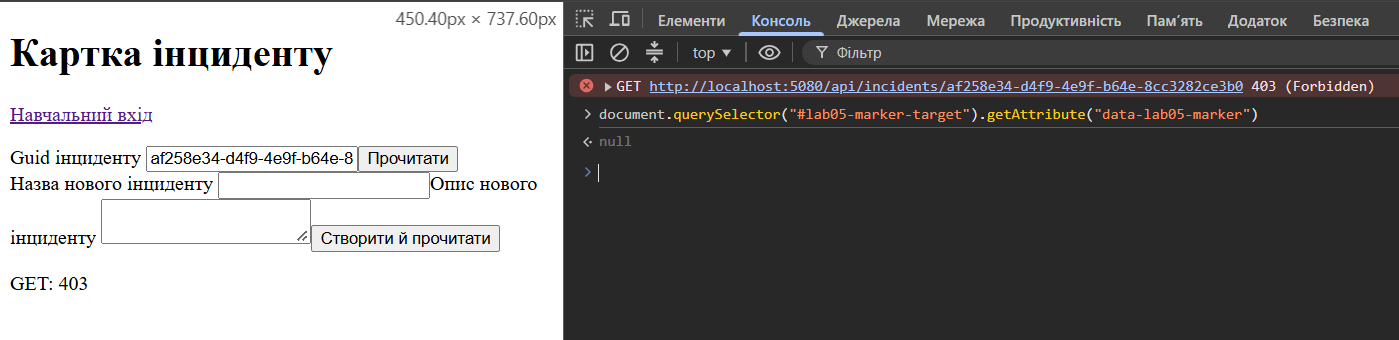 450.40px × 737.60px
Картка інциденту
Навчальний вхід
Guid інциденту af258e34-d4f9-4e9f-b64e-8 Прочитати
Назва нового інциденту Опис нового
інциденту Створити й прочитати
GET: 403
Елементи Консоль Джерела Мережа Продуктивність Пам’ять Додаток Безпека
top ▼ Фільтр
GET http://localhost:5080/api/incidents/af258e34-d4f9-4e9f-b64e-8cc3282ce3b0 403 (Forbidden)
> document.querySelector("#lab05-marker-target").getAttribute("data-lab05-marker")
null
>